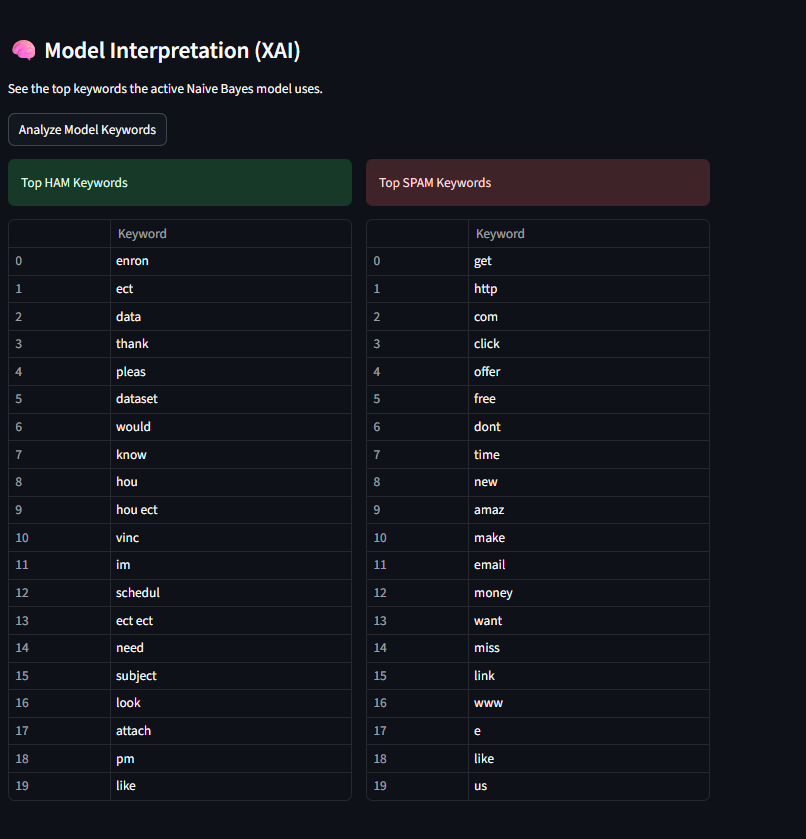 🧠 Model Interpretation (XAI)
See the top keywords the active Naive Bayes model uses.
Analyze Model Keywords
Top HAM Keywords
Keyword
0 enron
1 ect
2 data
3 thank
4 pleas
5 dataset
6 would
7 know
8 hou
9 hou ect
10 vinc
11 im
12 schedul
13 ect ect
14 need
15 subject
16 look
17 attach
18 pm
19 like
Top SPAM Keywords
Keyword
0 get
1 http
2 com
3 click
4 offer
5 free
6 dont
7 time
8 new
9 amaz
10 make
11 email
12 money
13 want
14 miss
15 link
16 www
17 e
18 like
19 us